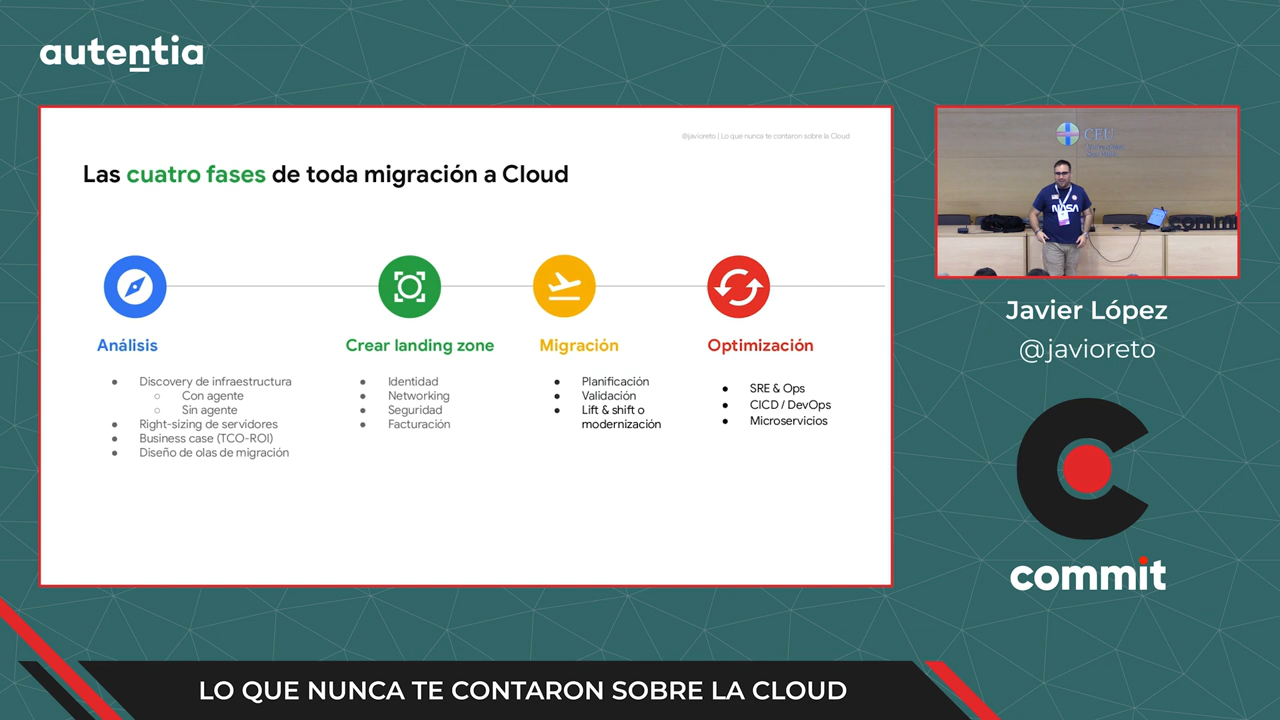 autentia
@javioreto | Lo que nunca te contaron sobre la Cloud
Las cuatro fases de toda migración a Cloud
Análisis
Discovery de infraestructura
Con agente
Sin agente
Right-sizing de servidores
Business case (TCO-ROI)
Diseño de olas de migración
Crear landing zone
Identidad
Networking
Seguridad
Facturación
Migración
Planificación
Validación
Lift & shift o
modernización
Optimización
SRE & Ops
CICD / DevOps
Microservicios
CEU
NASA
Javier López
@javioreto
commit
LO QUE NUNCA TE CONTARON SOBRE LA CLOUD